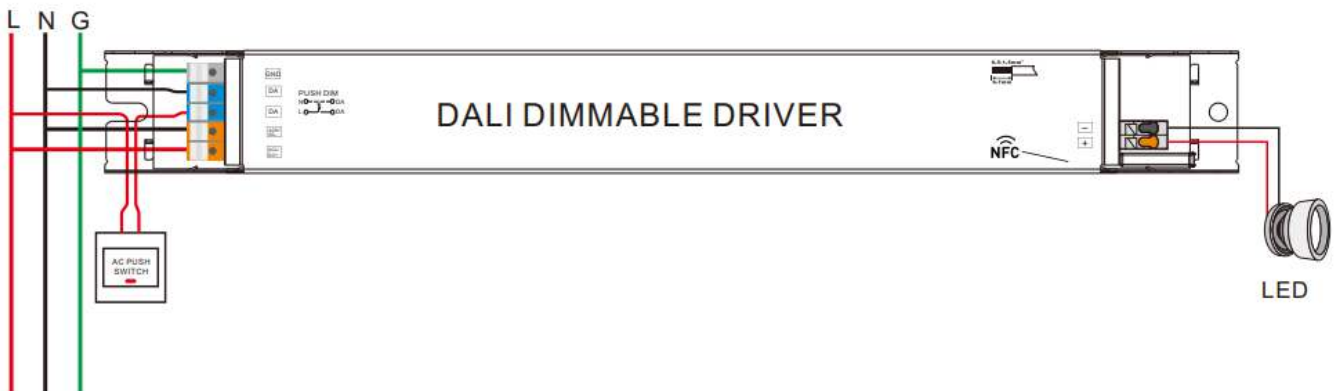 L N G
GND
DA
DA
PUSH DIM
N DA
L DA
DALI DIMMABLE DRIVER
NFC
−
+
AC PUSH
SWITCH
LED